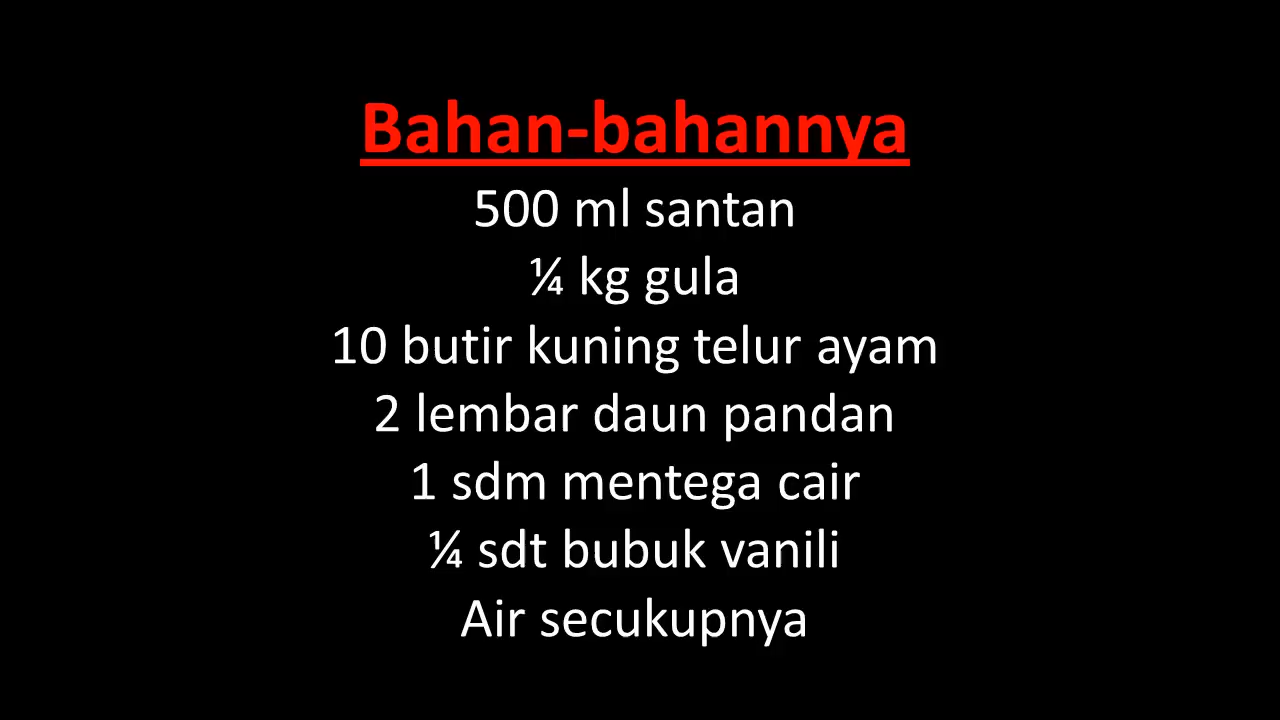 Bahan-bahannya
500 ml santan
¼ kg gula
10 butir kuning telur ayam
2 lembar daun pandan
1 sdm mentega cair
¼ sdt bubuk vanili
Air secukupnya